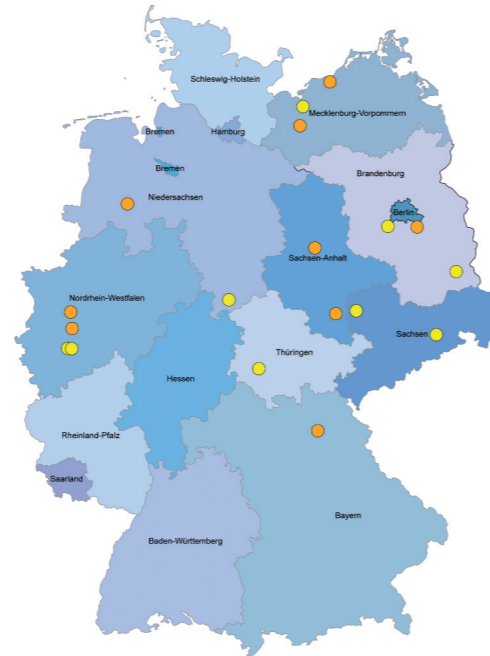 Schleswig-Holstein
Mecklenburg-Vorpommern
Bremen
Hamburg
Bremen
Brandenburg
Niedersachsen
Berlin
Sachsen-Anhalt
Nordrhein-Westfalen
Sachsen
Thüringen
Hessen
Rheinland-Pfalz
Saarland
Bayern
Baden-Württemberg